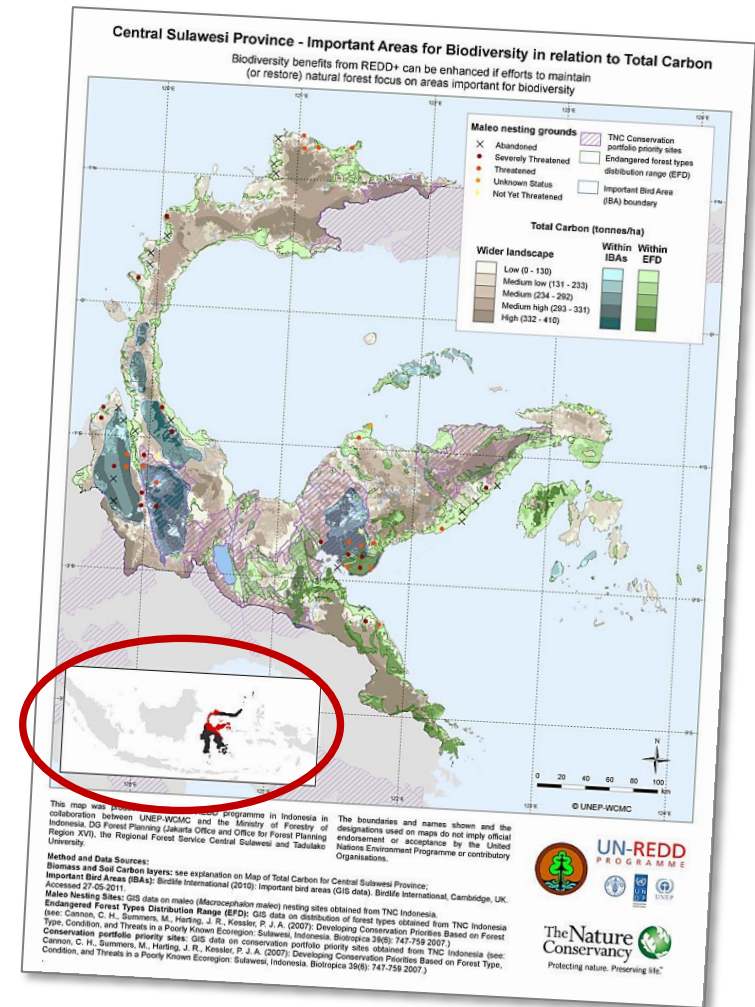 Central Sulawesi Province - Important Areas for Biodiversity in relation to Total Carbon
Biodiversity benefits from REDD+ can be enhanced if efforts to maintain
(or restore) natural forest focus on areas important for biodiversity
Maleo nesting grounds
Abandoned
Severely Threatened
Threatened
Unknown Status
Not Yet Threatened
TNC Conservation
portfolio priority sites
Endangered forest types
distribution range (EFD)
Important Bird Area
(IBA) boundary
Total Carbon (tonnes/ha)
Wider landscape
Within
IBAs
Within
EFD
Low (0 - 130)
Medium low (131 - 233)
Medium (234 - 292)
Medium high (293 - 331)
High (332 - 410)
N
0 20 40 60 80 100
km
© UNEP-WCMC
This map was REDD programme in Indonesia in
collaboration between UNEP-WCMC and the Ministry of Forestry of
Indonesia, DG Forest Planning (Jakarta Office and Office for Forest Planning
Region XVI), the Regional Forest Service Central Sulawesi and Tadulako
University.
The boundaries and names shown and the
designations used on maps do not imply official
endorsement or acceptance by the United
Nations Environment Programme or contributory
Organisations.
Method and Data Sources:
Biomass and Soil Carbon layers: see explanation on Map of Total Carbon for Central Sulawesi Province;
Important Bird Areas (IBAs): Birdlife International (2010): Important bird areas (GIS data). Birdlife International, Cambridge, UK.
Accessed 27-05-2011.
Maleo Nesting Sites: GIS data on maleo (Macrocephalon maleo) nesting sites obtained from TNC Indonesia.
Endangered Forest Types Distribution Range (EFD): GIS data on distribution of forest types obtained from TNC Indonesia
(see: Cannon, C. H., Summers, M., Harting, J. R., Kessler, P. J. A. (2007): Developing Conservation Priorities Based on Forest
Type, Condition, and Threats in a Poorly Known Ecoregion: Sulawesi, Indonesia. Biotropica 39(6): 747-759 2007.)
Conservation portfolio priority sites: GIS data on conservation portfolio priority sites obtained from TNC Indonesia (see:
Cannon, C. H., Summers, M., Harting, J. R., Kessler, P. J. A. (2007): Developing Conservation Priorities Based on Forest Type,
Condition, and Threats in a Poorly Known Ecoregion: Sulawesi, Indonesia. Biotropica 39(6): 747-759 2007.)
UN-REDD
PROGRAMME
UNEP
The Nature
Conservancy
Protecting nature. Preserving life.